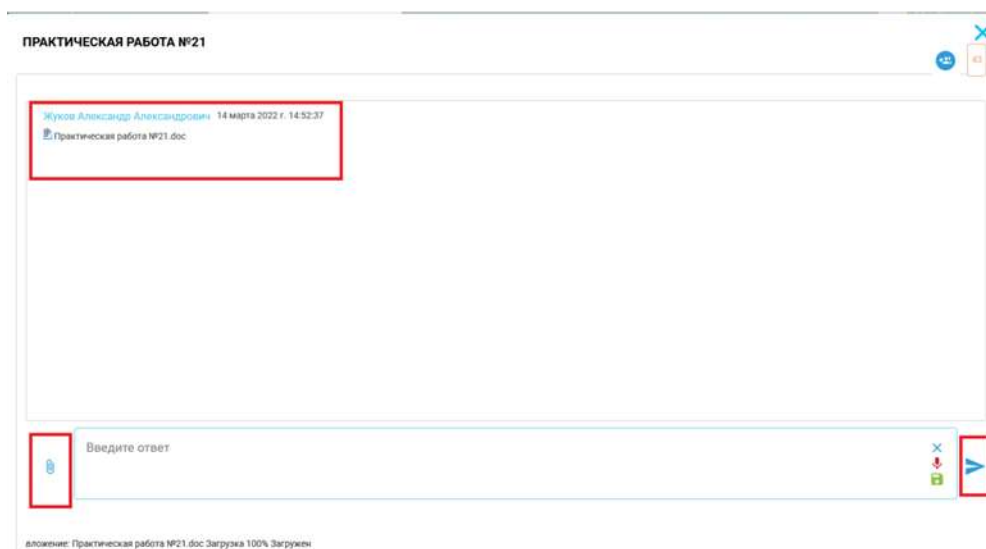 ПРАКТИЧЕСКАЯ РАБОТА №21
Жуков Александр Александрович 14 марта 2022 г. 14:52:37
Практическая работа №21.doc
Введите ответ
вложение: Практическая работа №21.doc Загрузка 100% Загружен